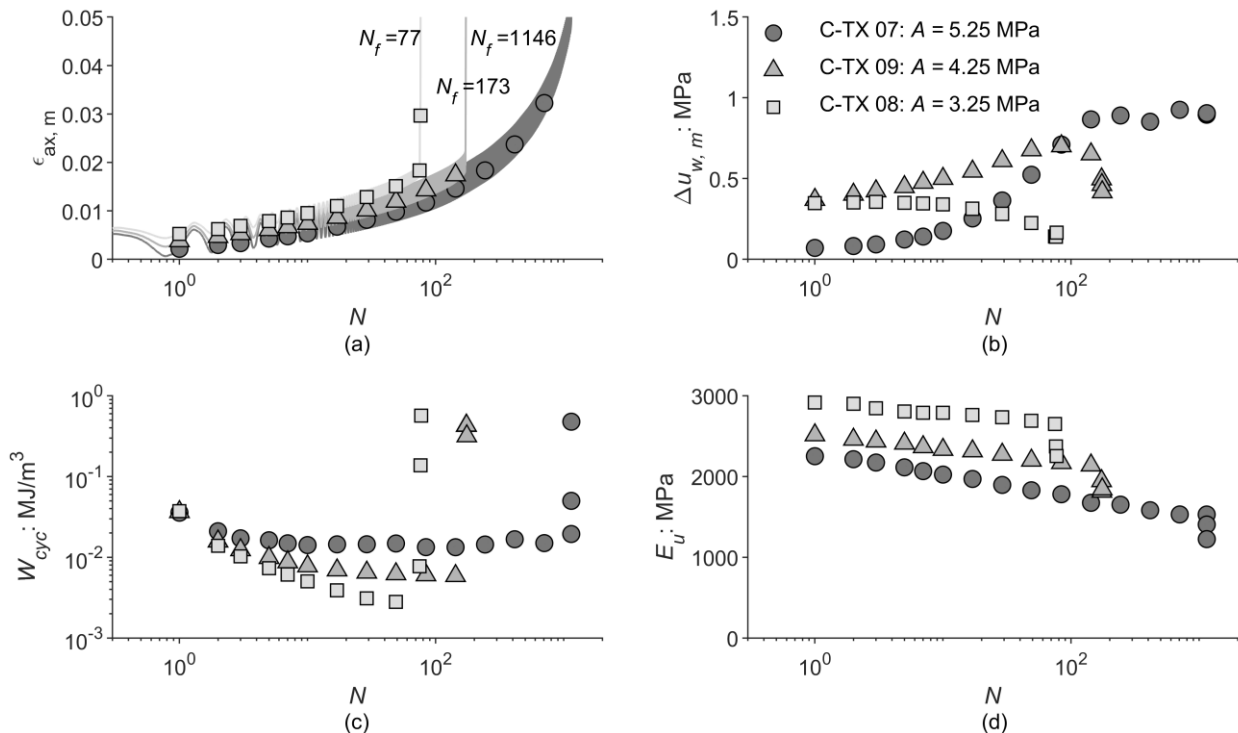 0.05
0.04
0.03
0.02
0.01
0
ϵax, m
N_f=77
N_f=1146
N_f=173
10^0
10^2
N
(a)
1.5
1
0.5
0
Δu_w, m: MPa
C-TX 07: A = 5.25 MPa
C-TX 09: A = 4.25 MPa
C-TX 08: A = 3.25 MPa
10^0
10^2
N
(b)
10^0
10^-1
10^-2
10^-3
W_cyc: MJ/m^3
10^0
10^2
N
(c)
3000
2000
1000
0
E_u: MPa
10^0
10^2
N
(d)